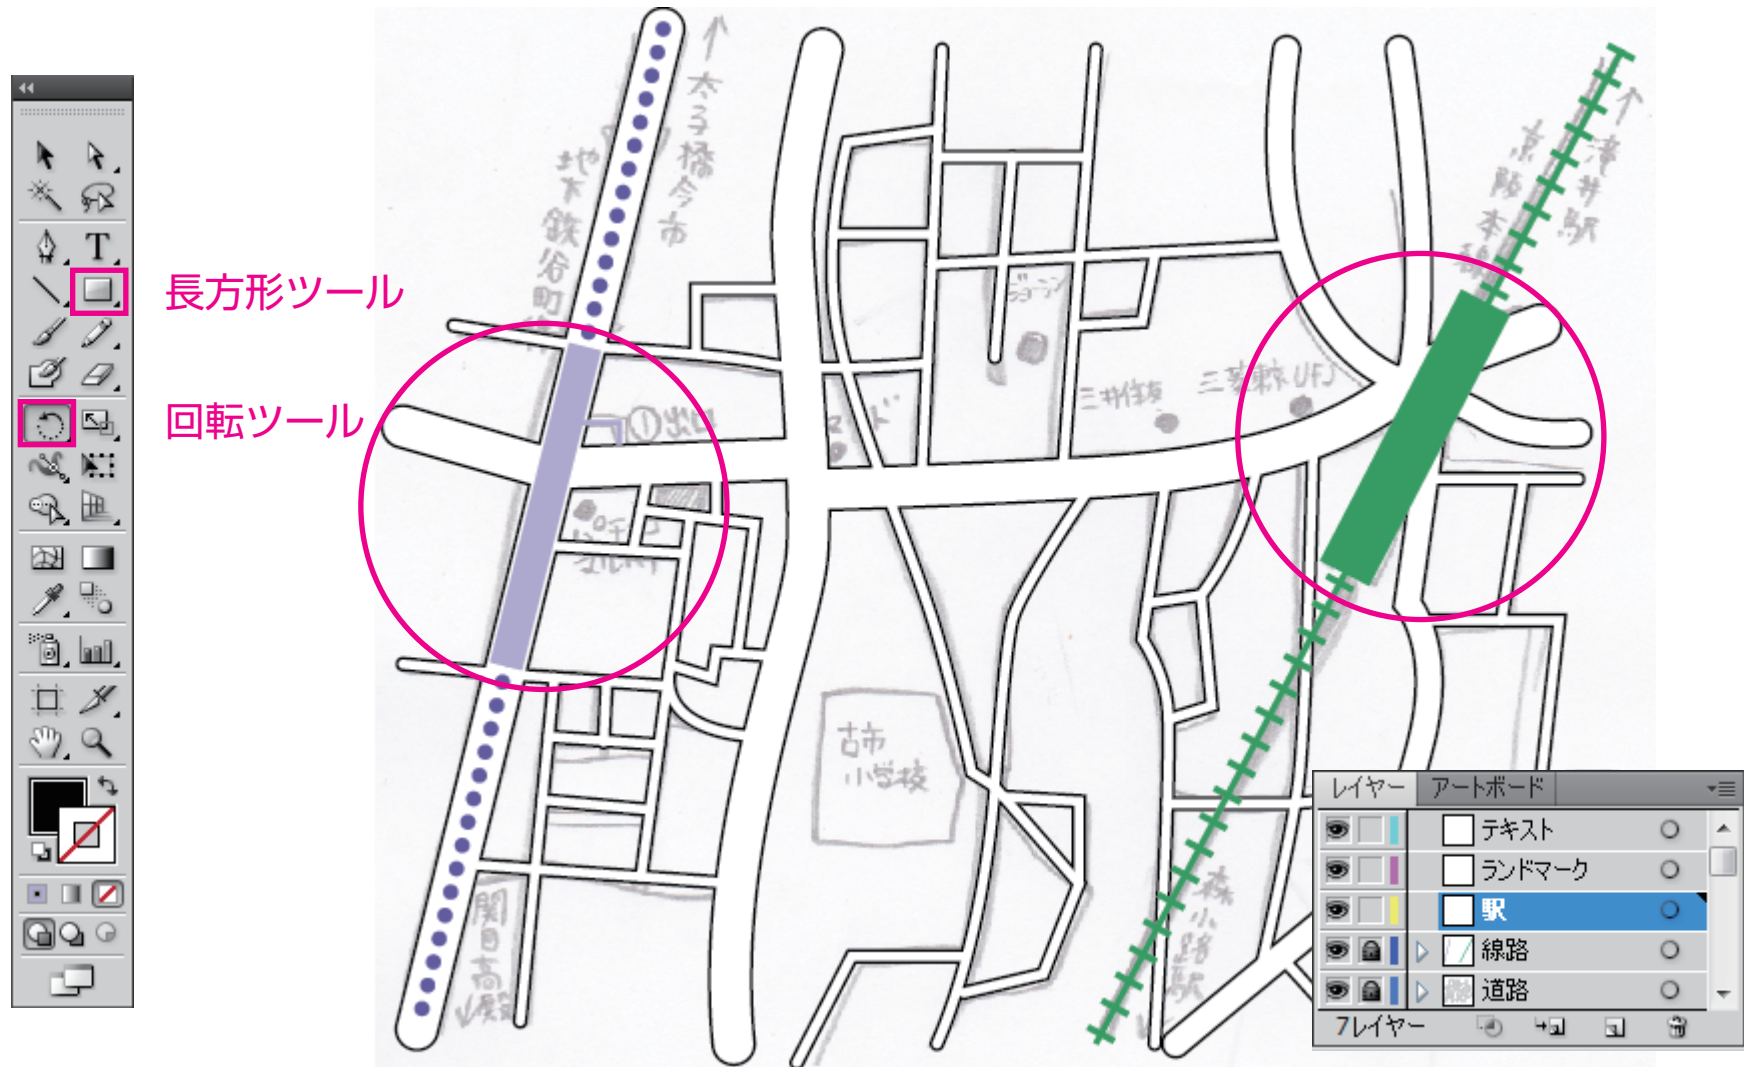 長方形ツール
回転ツール
↑太子橋今市
地下鉄谷町線
↑滝井駅
京阪本線
①出口
三井住友
三菱東京UFJ
古市
小学校
関目高殿
森小路駅
レイヤー
アートボード
テキスト
ランドマーク
駅
線路
道路
7レイヤー
T